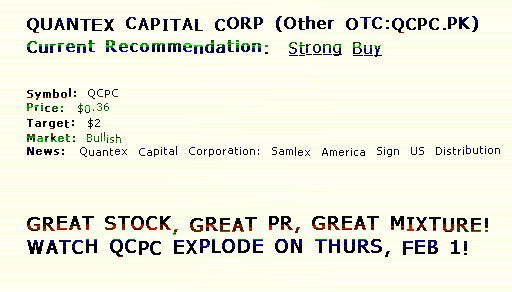 QUANTEX CAPITAL CORP (Other OTC:QCPC.PK)
Current Recommendation: Strong Buy
Symbol: QCPC
Price: $0.36
Target: $2
Market: Bullish
News: Quantex Capital Corporation: Samlex America Sign US Distribution
GREAT STOCK, GREAT PR, GREAT MIXTURE!
WATCH QCPC EXPLODE ON THURS, FEB 1!